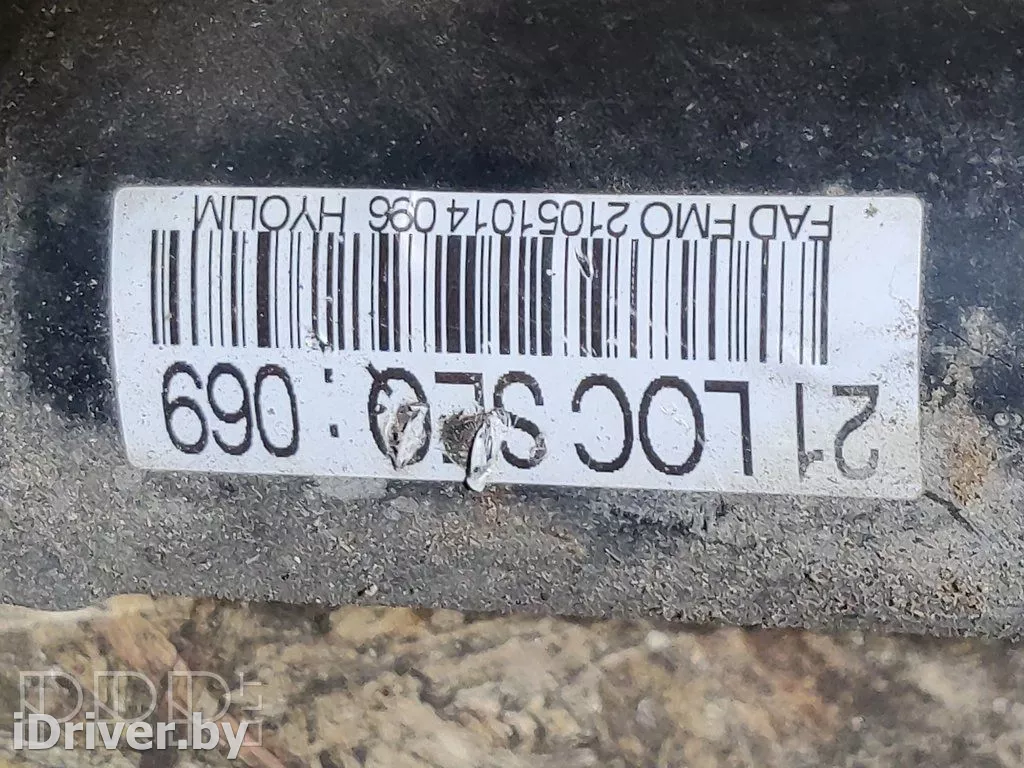 21 LOC SEQ : 069
FAD FMO 21051014 096 HYOLIM
iDriver.by